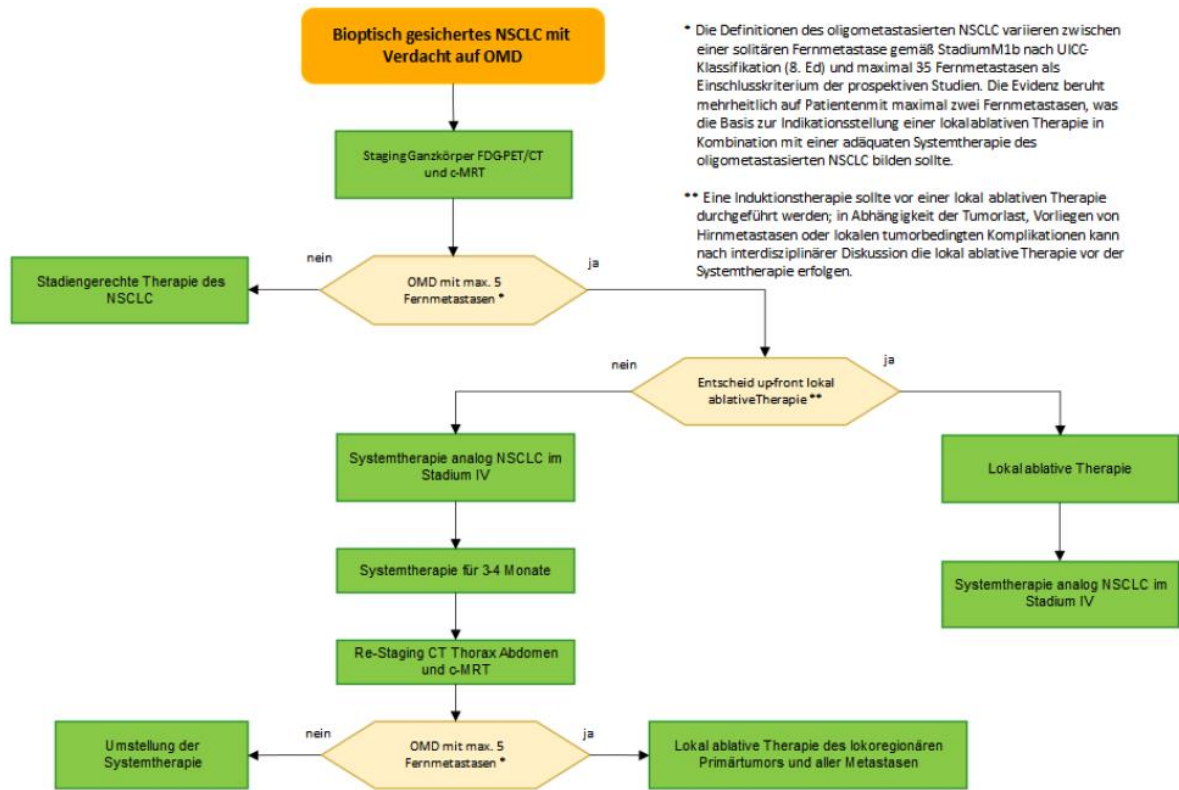 Bioptisch gesichertes NSCLC mit
Verdacht auf OMD
* Die Definitionen des oligometastasierten NSCLC variieren zwischen
einer solitären Fernmetastase gemäß StadiumM1b nach UICC-
Klassifikation (8. Ed) und maximal 35 Fernmetastasen als
Einschlusskriterium der prospektiven Studien. Die Evidenz beruht
mehrheitlich auf Patientenmit maximal zwei Fernmetastasen, was
die Basis zur Indikationsstellung einer lokalablativen Therapie in
Kombination mit einer adäquaten Systemtherapie des
oligometastasierten NSCLC bilden sollte.
** Eine Induktionstherapie sollte vor einer lokal ablativen Therapie
durchgeführt werden; in Abhängigkeit der Tumorlast, Vorliegen von
Hirnmetastasen oder lokalen tumorbedingten Komplikationen kann
nach interdisziplinärer Diskussion die lokal ablative Therapie vor der
Systemtherapie erfolgen.
Staging Ganzkörper FDG-PET/CT
und c-MRT
nein
ja
Stadiengerechte Therapie des
NSCLC
OMD mit max. 5
Fernmetastasen *
nein
ja
Entscheid up-front lokal
ablative Therapie **
Systemtherapie analog NSCLC im
Stadium IV
Lokal ablative Therapie
Systemtherapie für 3-4 Monate
Systemtherapie analog NSCLC im
Stadium IV
Re-Staging CT Thorax Abdomen
und c-MRT
nein
ja
Umstellung der
Systemtherapie
OMD mit max. 5
Fernmetastasen *
Lokal ablative Therapie des lokoregionären
Primärtumors und aller Metastasen